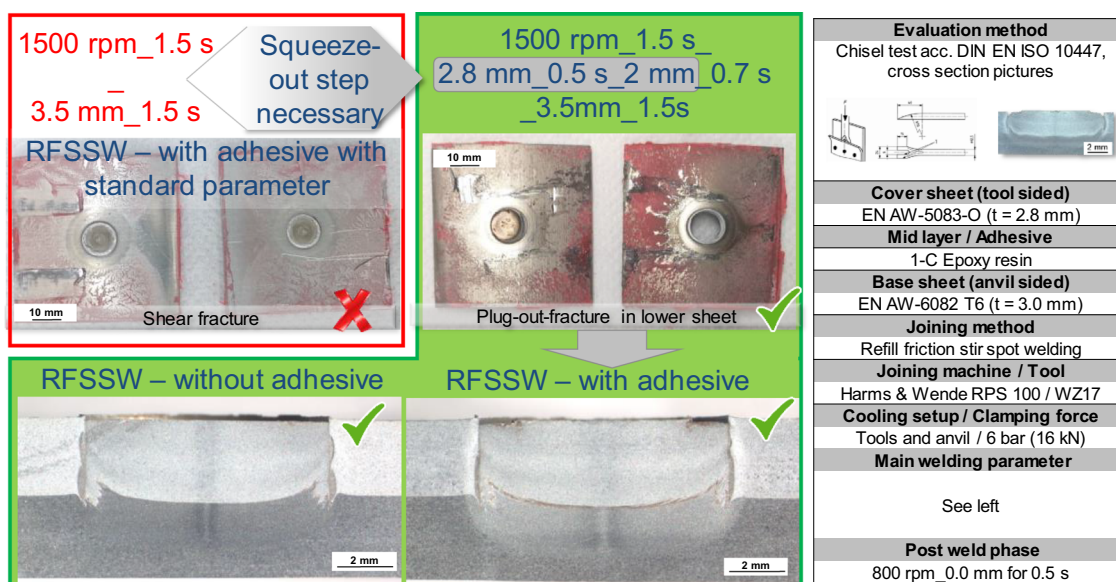 1500 rpm_1.5 s
_
3.5 mm_1.5 s
Squeeze-
out step
necessary
RFSSW – with adhesive with
standard parameter
10 mm
Shear fracture
1500 rpm_1.5 s_
2.8 mm_0.5 s_2 mm_0.7 s
_3.5mm_1.5s
10 mm
Plug-out-fracture in lower sheet
RFSSW – without adhesive
2 mm
RFSSW – with adhesive
2 mm
Evaluation method
Chisel test acc. DIN EN ISO 10447,
cross section pictures
2 mm
Cover sheet (tool sided)
EN AW-5083-O (t = 2.8 mm)
Mid layer / Adhesive
1-C Epoxy resin
Base sheet (anvil sided)
EN AW-6082 T6 (t = 3.0 mm)
Joining method
Refill friction stir spot welding
Joining machine / Tool
Harms & Wende RPS 100 / WZ17
Cooling setup / Clamping force
Tools and anvil / 6 bar (16 kN)
Main welding parameter
See left
Post weld phase
800 rpm_0.0 mm for 0.5 s